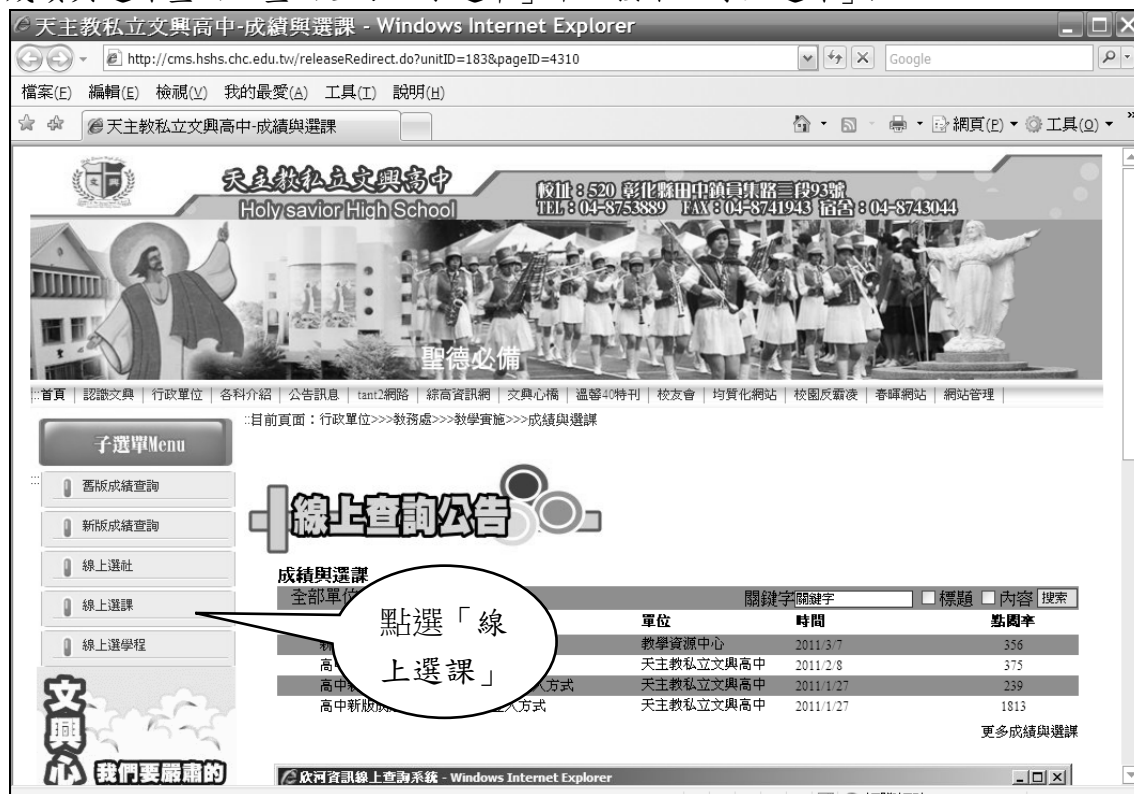 天主教私立文興高中-成績與選課 - Windows Internet Explorer
http://cms.hshs.chc.edu.tw/releaseRedirect.do?unitID=183&pageID=4310
Google
檔案(F) 編輯(E) 檢視(V) 我的最愛(A) 工具(T) 說明(H)
天主教私立文興高中-成績與選課
網頁(P) 工具(O)
天主教私立文興高中
Holy savior High School
校址：520 彰化縣田中鎮員集路三段93號
TEL：04-8753889 FAX：04-8741943 宿舍：04-8743044
聖德必備
:::首頁 | 認識文興 | 行政單位 | 各科介紹 | 公告訊息 | tant2網路 | 綜高資訊網 | 文興心橋 | 溫馨40特刊 | 校友會 | 均質化網站 | 校園反霸凌 | 春暉網站 | 網站管理 |
::目前頁面：行政單位>>>教務處>>>教學實施>>>成績與選課
子選單Menu
舊版成績查詢
新版成績查詢
線上選社
線上選課
線上選學程
線上查詢公告
成績與選課
全部單位
關鍵字 關鍵字 標題 內容 搜索
單位 時間 點閱率
教學資源中心 2011/3/7 356
高中 天主教私立文興高中 2011/2/8 375
高中 入方式 天主教私立文興高中 2011/1/27 239
高中新版 登入方式 天主教私立文興高中 2011/1/27 1813
更多成績與選課
點選「線
上選課」
文興心
我們要嚴肅的
欣河資訊線上查詢系統 - Windows Internet Explorer